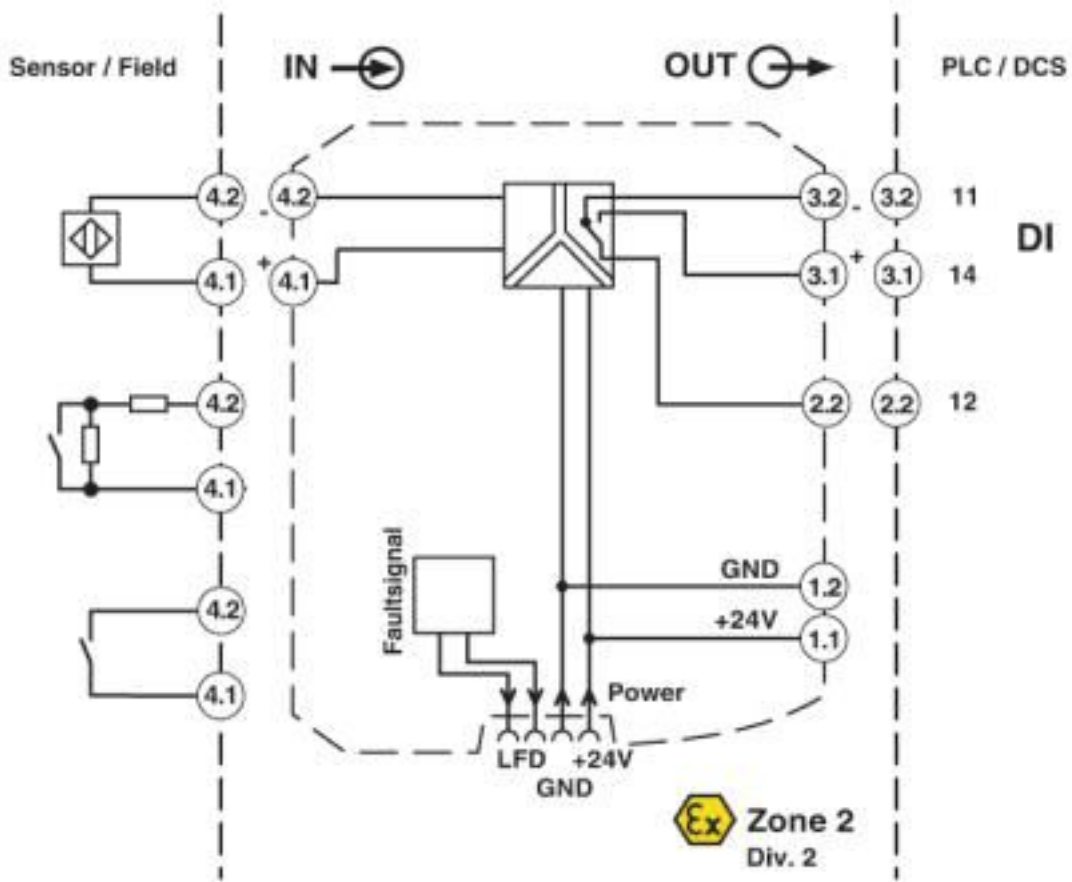 Sensor / Field
IN
OUT
PLC / DCS
4.2
-
4.2
3.2
-
3.2
11
DI
4.1
+
4.1
3.1
+
3.1
14
4.2
2.2
2.2
12
4.1
Faultsignal
GND
1.2
4.2
+24V
1.1
4.1
Power
LFD
+24V
GND
Ex
Zone 2
Div. 2